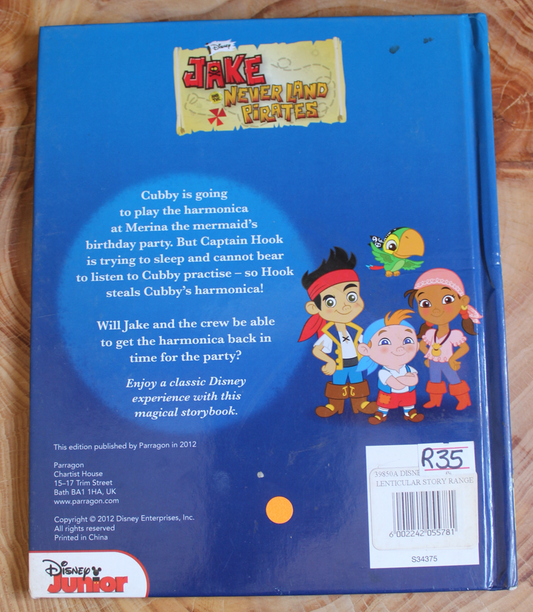 Disney
JAKE
AND THE
NEVER LAND
PIRATES
Cubby is going
to play the harmonica
at Merina the mermaid's
birthday party. But Captain Hook
is trying to sleep and cannot bear
to listen to Cubby practise – so Hook
steals Cubby's harmonica!
Will Jake and the crew be able
to get the harmonica back in
time for the party?
Enjoy a classic Disney
experience with this
magical storybook.
This edition published by Parragon in 2012
Parragon
Chartist House
15–17 Trim Street
Bath BA1 1HA, UK
www.parragon.com
Copyright © 2012 Disney Enterprises, Inc.
All rights reserved
Printed in China
R35
39850A DISNE
LENTICULAR STORY RANGE
6 002242 055781
S34375
Disney
Junior